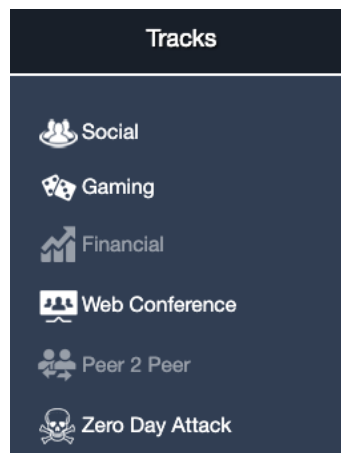 Tracks
Social
Gaming
Financial
Web Conference
Peer 2 Peer
Zero Day Attack